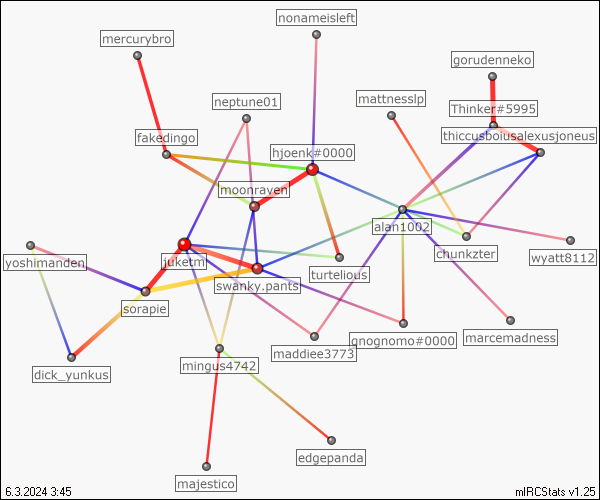 nonameisleft
mercurybro
gorudenneko
neptune01
mattnesslp
Thinker#5995
fakedingo
thiccusboiusalexusjoneus
hjoenk#0000
moonraven
alan1002
yoshimanden
juketm
chunkzter
wyatt8112
turtelious
swanky.pants
sorapie
maddiee3773
gnognomo#0000
marcemadness
mingus4742
dick_yunkus
edgepanda
majestico
6.3.2024 3:45
mIRCStats v1.25